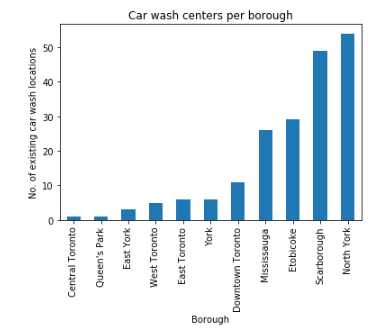 Car wash centers per borough
No. of existing car wash locations
50
40
30
20
10
0
Central Toronto
Queen's Park
East York
West Toronto
East Toronto
York
Downtown Toronto
Mississauga
Etobicoke
Scarborough
North York
Borough